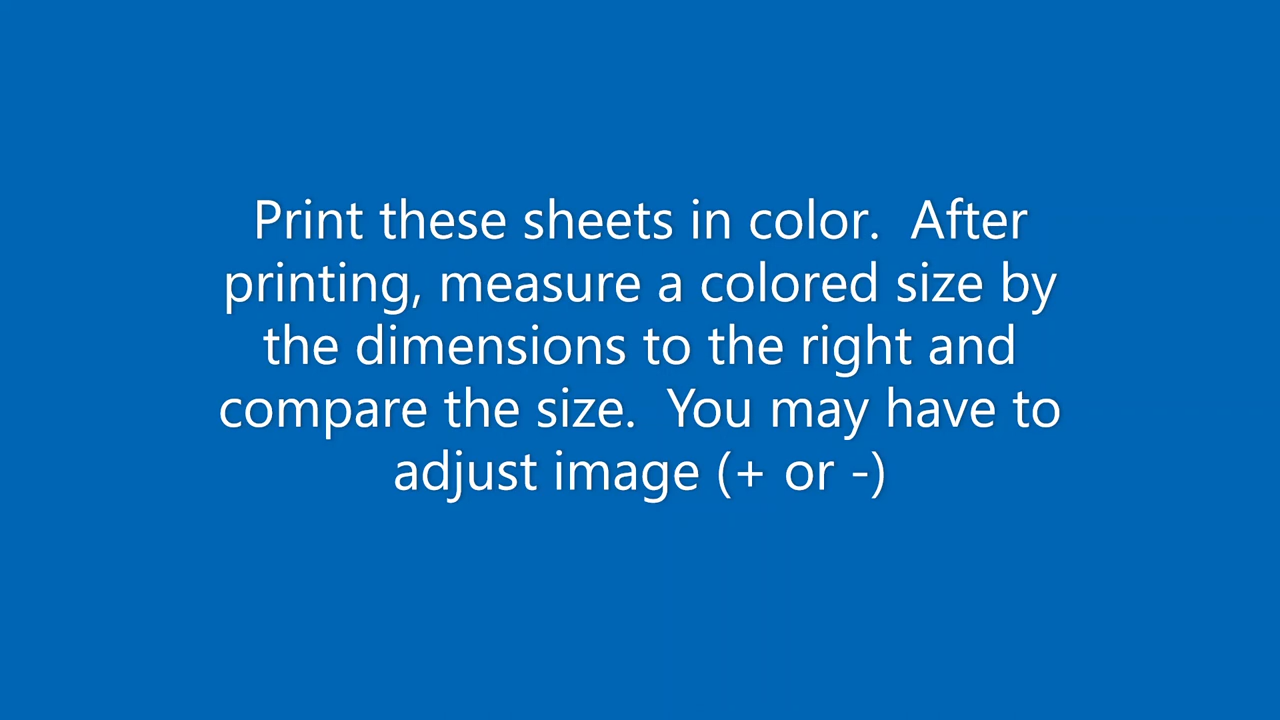 Print these sheets in color.  After
printing, measure a colored size by
the dimensions to the right and
compare the size.  You may have to
adjust image (+ or -)